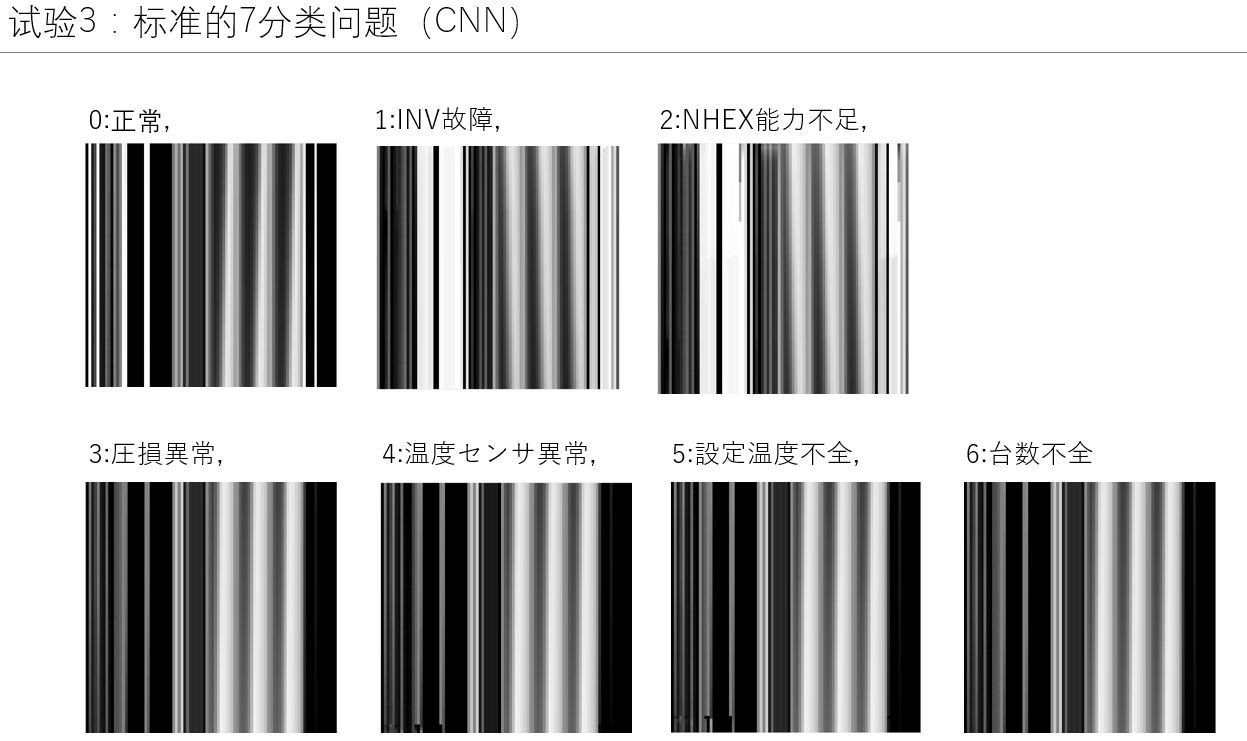 试验3：标准的7分类问题（CNN）
0:正常,
1:INV故障,
2:NHEX能力不足,
3:圧損異常,
4:温度センサ異常,
5:設定温度不全,
6:台数不全